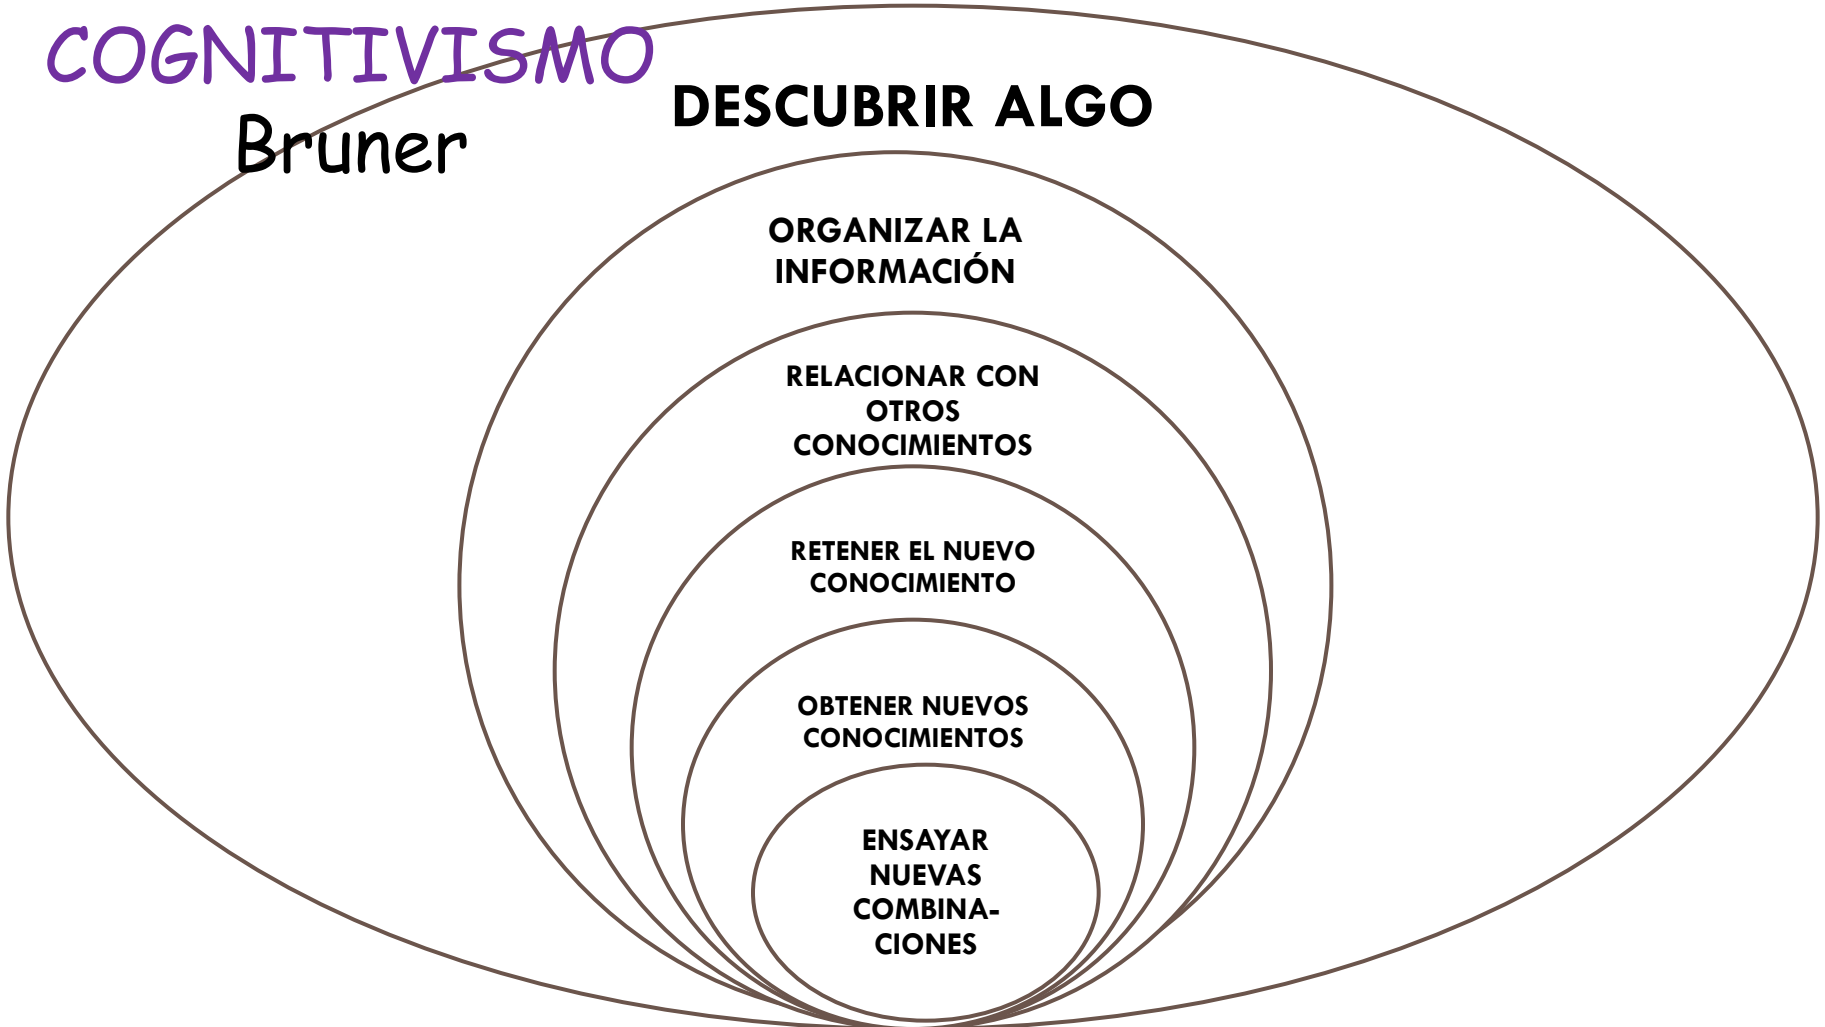 COGNITIVISMO
Bruner
DESCUBRIR ALGO
ORGANIZAR LA
INFORMACIÓN
RELACIONAR CON
OTROS
CONOCIMIENTOS
RETENER EL NUEVO
CONOCIMIENTO
OBTENER NUEVOS
CONOCIMIENTOS
ENSAYAR
NUEVAS
COMBINA-
CIONES